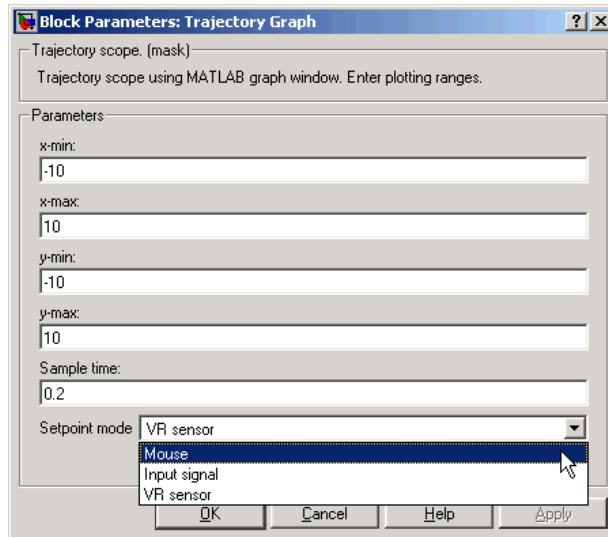 Block Parameters: Trajectory Graph
Trajectory scope. (mask)
Trajectory scope using MATLAB graph window. Enter plotting ranges.
Parameters
x-min:
-10
x-max:
10
y-min:
-10
y-max:
10
Sample time:
0.2
Setpoint mode VR sensor
Mouse
Input signal
VR sensor
OK Cancel Help Apply